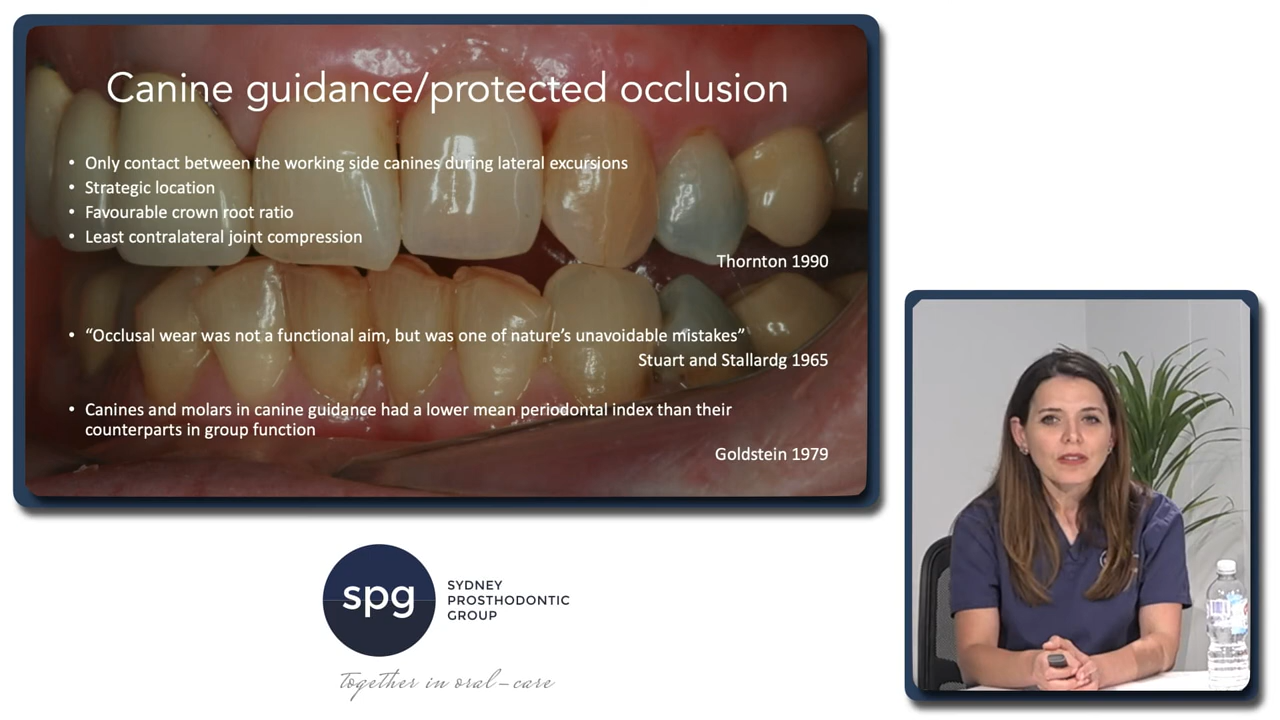 Canine guidance/protected occlusion
• Only contact between the working side canines during lateral excursions
• Strategic location
• Favourable crown root ratio
• Least contralateral joint compression
Thornton 1990
• “Occlusal wear was not a functional aim, but was one of nature’s unavoidable mistakes”
Stuart and Stallardg 1965
• Canines and molars in canine guidance had a lower mean periodontal index than their
counterparts in group function
Goldstein 1979
spg
SYDNEY
PROSTHODONTIC
GROUP
Together in oral-care